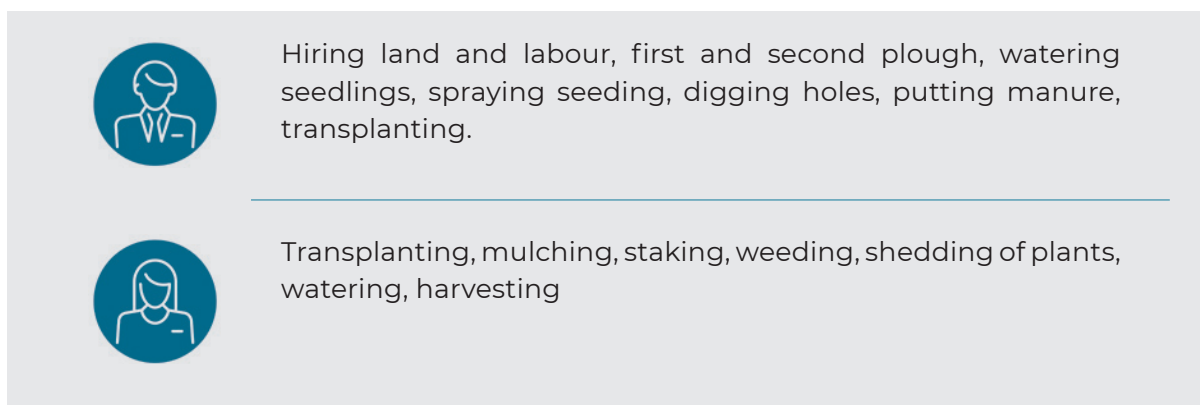 Hiring land and labour, first and second plough, watering
seedlings, spraying seeding, digging holes, putting manure,
transplanting.
Transplanting, mulching, staking, weeding, shedding of plants,
watering, harvesting